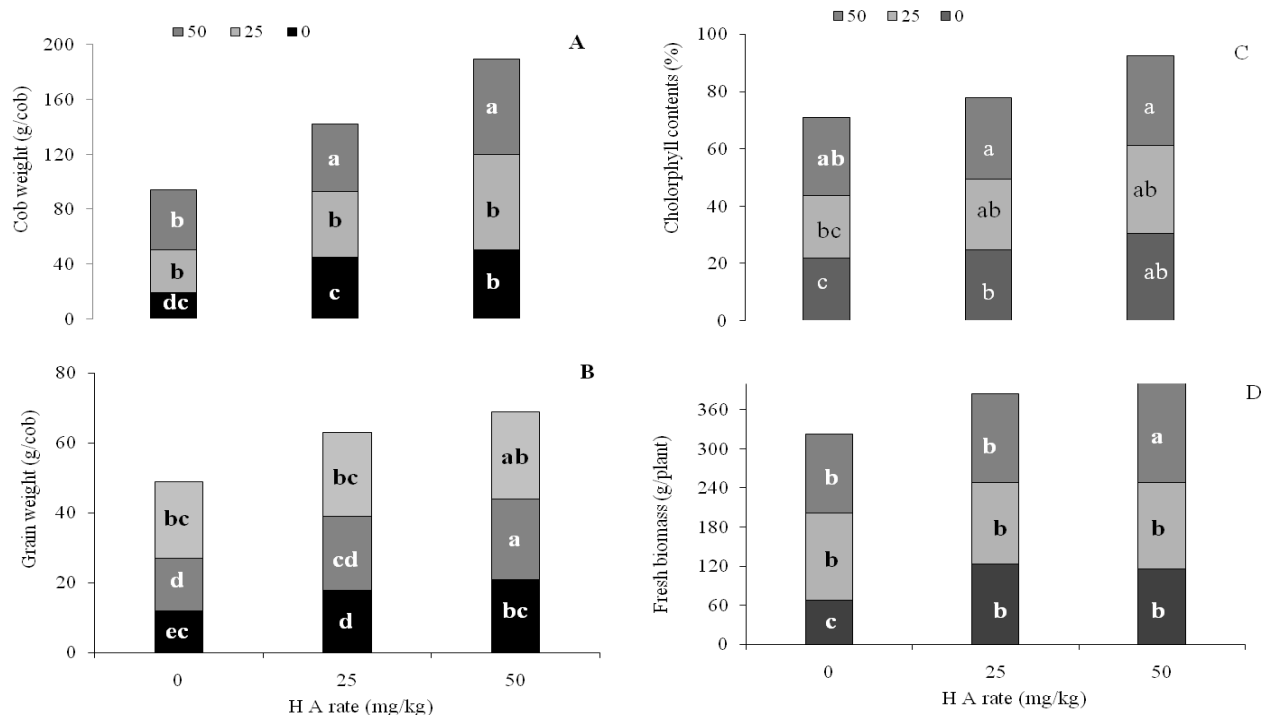 50 25 0
A
Cob weight (g/cob)
200
160
120
80
40
0
b
b
dc
a
b
c
a
b
b
B
Grain weight (g/cob)
80
60
40
20
0
bc
d
ec
bc
cd
d
ab
a
bc
0 25 50
H A rate (mg/kg)
50 25 0
C
Cholorphyll contents (%)
100
80
60
40
20
0
ab
bc
c
a
ab
b
a
ab
ab
D
Fresh biomass (g/plant)
360
300
240
180
120
60
0
b
b
c
b
b
b
a
b
b
0 25 50
H A rate (mg/kg)